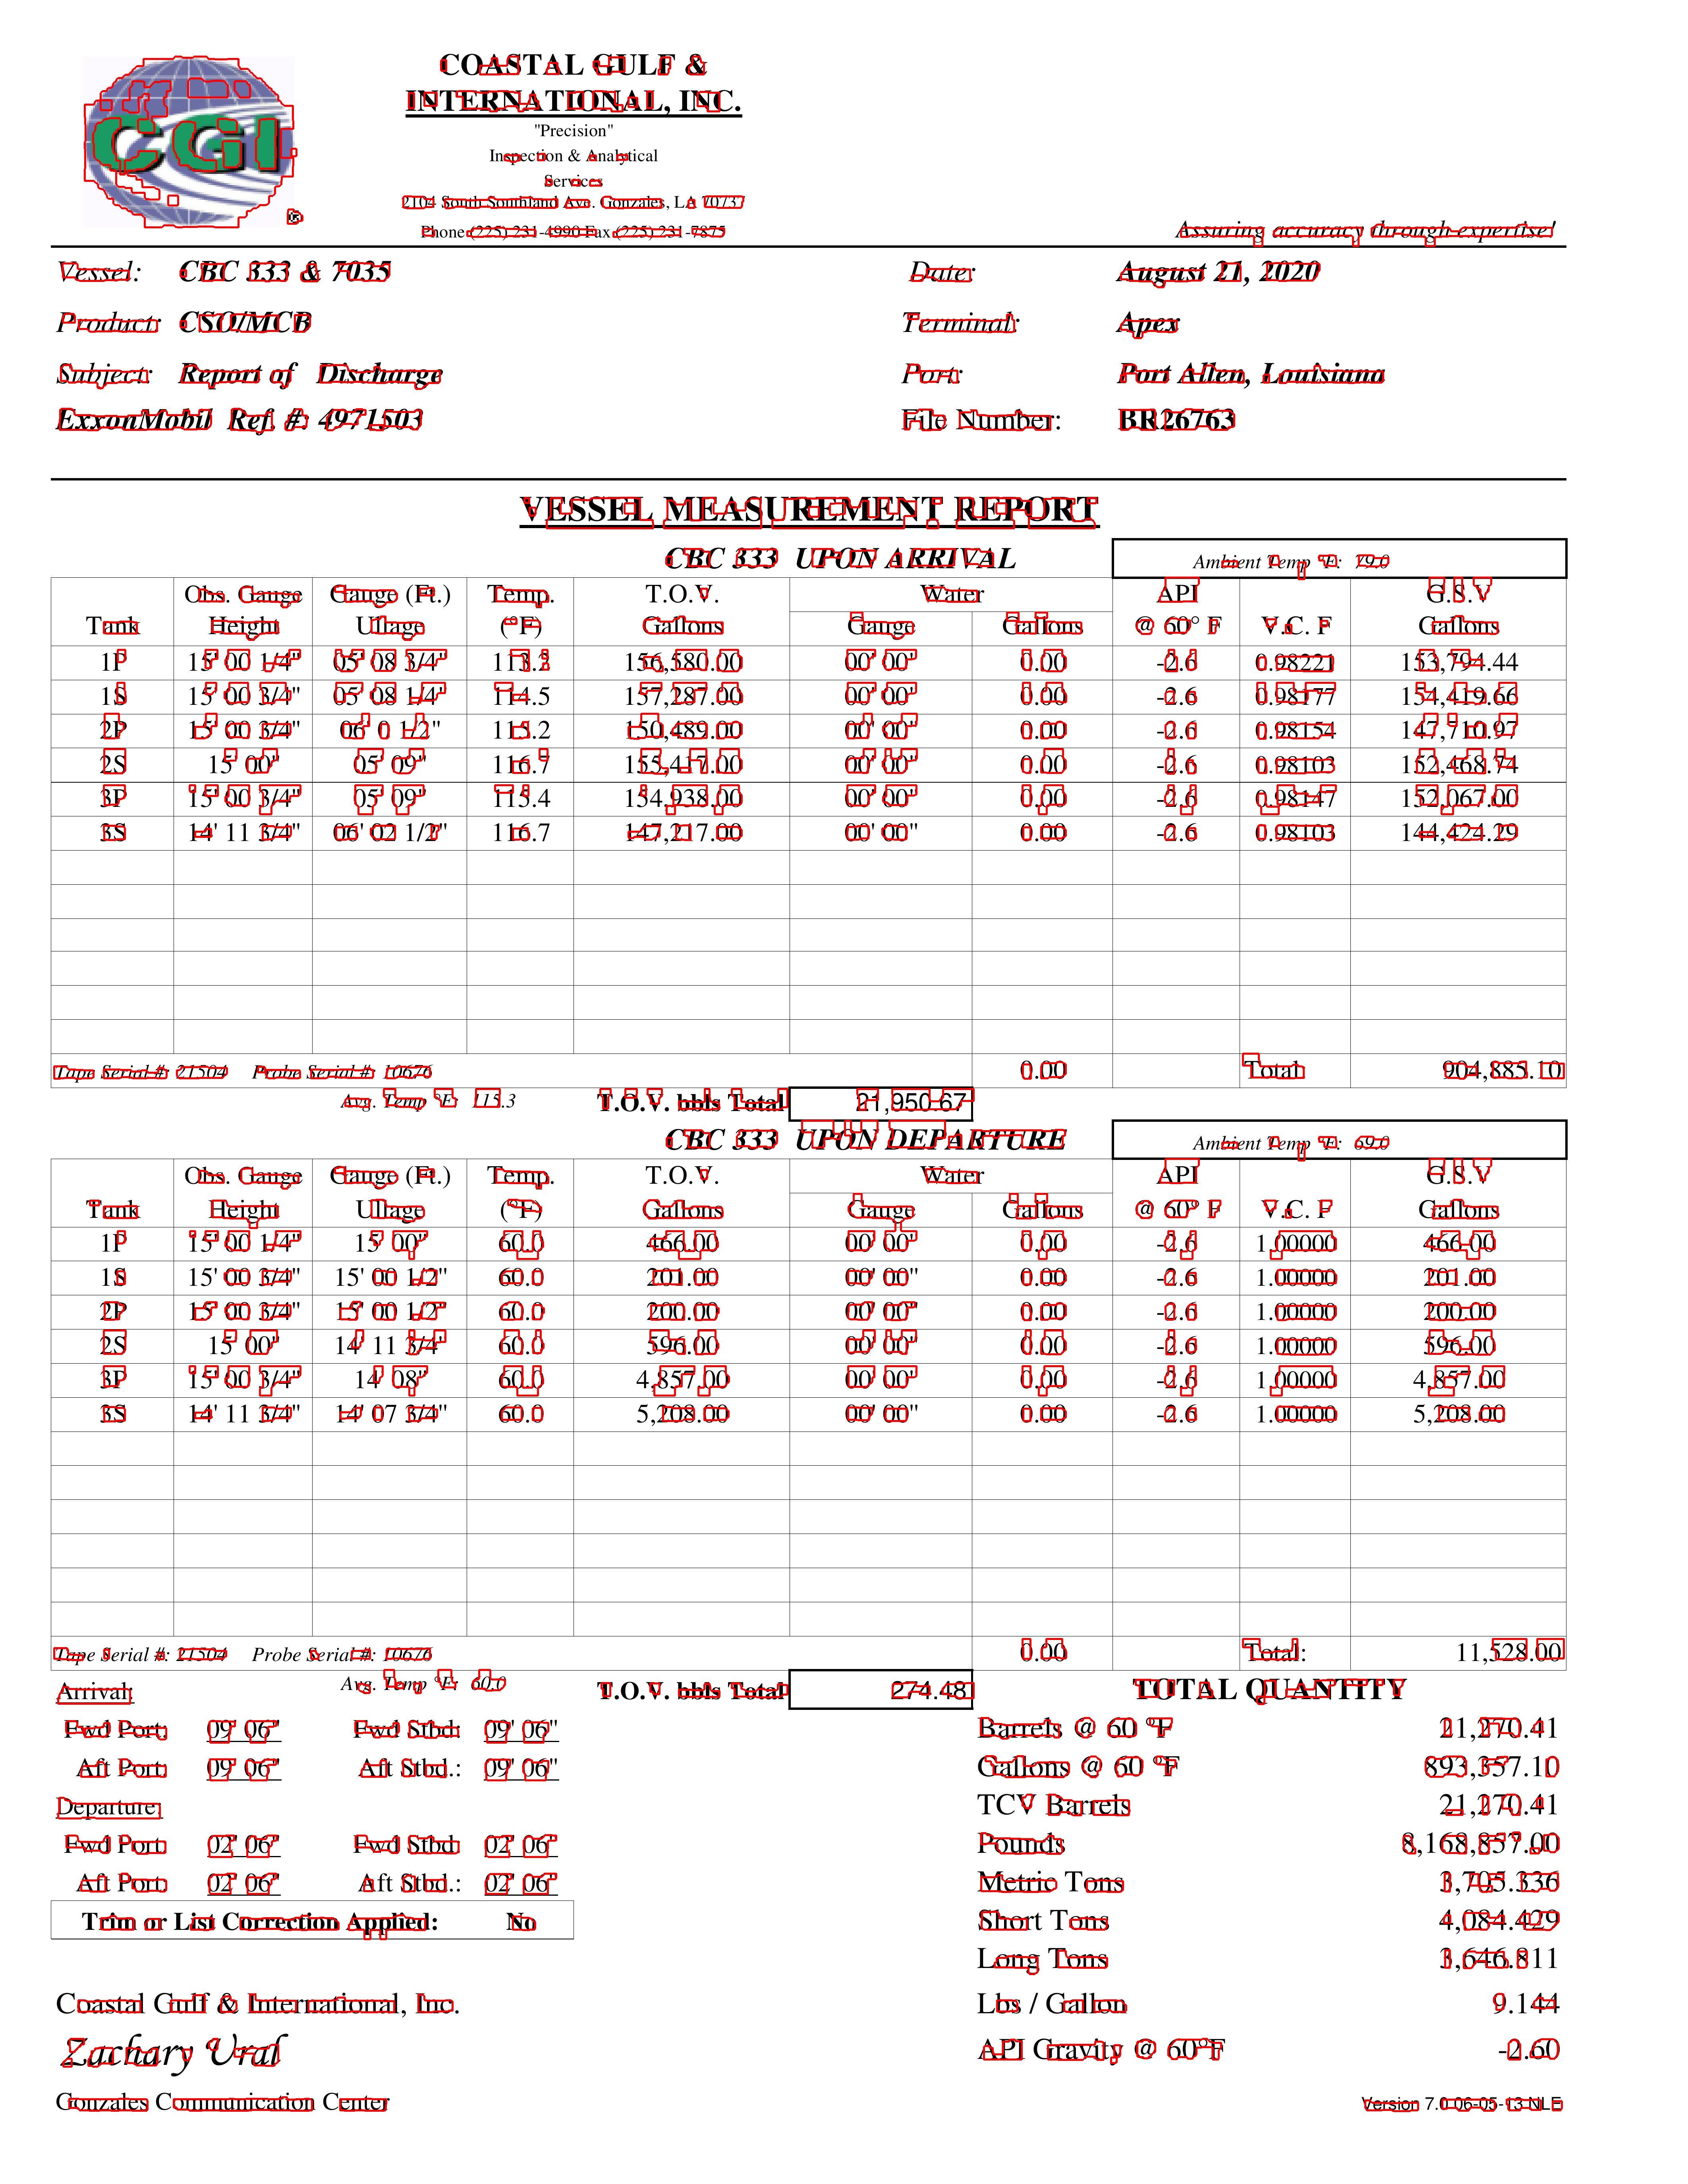 CGI
COASTAL GULF &
INTERNATIONAL, INC.
"Precision"
Inspection & Analytical
Services
2104 South Southland Ave. Gonzales, LA 70737
Phone (225) 231-4990 Fax (225) 231-7875
Assuring accuracy through expertise!
Vessel: CBC 333 & 7035 Date: August 21, 2020
Product: CSO/MCB Terminal: Apex
Subject: Report of Discharge Port: Port Allen, Louisiana
ExxonMobil Ref. #: 4971503 File Number: BR26763
VESSEL MEASUREMENT REPORT
CBC 333 UPON ARRIVAL Ambient Temp °F: 79.0
Obs. Gauge Gauge (Ft.) Temp. T.O.V. Water API G.S.V
Tank Height Ullage (°F) Gallons Gauge Gallons @ 60° F V.C. F Gallons
1P 15' 00 1/4" 05' 08 3/4" 113.2 156,580.00 00' 00" 0.00 -2.6 0.98221 153,794.44
1S 15' 00 3/4" 05' 08 1/4" 114.5 157,287.00 00' 00" 0.00 -2.6 0.98177 154,419.66
2P 15' 00 3/4" 06' 0 1/2" 115.2 150,489.00 00' 00" 0.00 -2.6 0.98154 147,710.97
2S 15' 00" 05' 09" 116.7 155,417.00 00' 00" 0.00 -2.6 0.98103 152,468.74
3P 15' 00 3/4" 05' 09" 115.4 154,938.00 00' 00" 0.00 -2.6 0.98147 152,067.00
3S 14' 11 3/4" 06' 02 1/2" 116.7 147,217.00 00' 00" 0.00 -2.6 0.98103 144,424.29
Tape Serial #: 21504 Probe Serial #: 10676 0.00 Total: 904,885.10
Avg. Temp °F: 115.3 T.O.V. bbls Total 21,950.67
CBC 333 UPON DEPARTURE Ambient Temp °F: 69.0
Obs. Gauge Gauge (Ft.) Temp. T.O.V. Water API G.S.V
Tank Height Ullage (°F) Gallons Gauge Gallons @ 60° F V.C. F Gallons
1P 15' 00 1/4" 15' 00" 60.0 466.00 00' 00" 0.00 -2.6 1.00000 466.00
1S 15' 00 3/4" 15' 00 1/2" 60.0 201.00 00' 00" 0.00 -2.6 1.00000 201.00
2P 15' 00 3/4" 15' 00 1/2" 60.0 200.00 00' 00" 0.00 -2.6 1.00000 200.00
2S 15' 00" 14' 11 3/4" 60.0 596.00 00' 00" 0.00 -2.6 1.00000 596.00
3P 15' 00 3/4" 14' 08" 60.0 4,857.00 00' 00" 0.00 -2.6 1.00000 4,857.00
3S 14' 11 3/4" 14' 07 3/4" 60.0 5,208.00 00' 00" 0.00 -2.6 1.00000 5,208.00
Tape Serial #: 21504 Probe Serial #: 10676 0.00 Total: 11,528.00
Avg. Temp °F: 60.0 T.O.V. bbls Total 274.48
Arrival: TOTAL QUANTITY
Fwd Port: 09' 06" Fwd Stbd: 09' 06" Barrels @ 60 °F 21,270.41
Aft Port: 09' 06" Aft Stbd.: 09' 06" Gallons @ 60 °F 893,357.10
Departure: TCV Barrels 21,270.41
Fwd Port: 02' 06" Fwd Stbd: 02' 06" Pounds 8,168,857.00
Aft Port: 02' 06" Aft Stbd.: 02' 06" Metric Tons 3,705.336
Trim or List Correction Applied: No Short Tons 4,084.429
Long Tons 3,646.811
Coastal Gulf & International, Inc. Lbs / Gallon 9.144
Zachary Ural API Gravity @ 60°F -2.60
Gonzales Communication Center Version 7.0 06-05-13 NLE